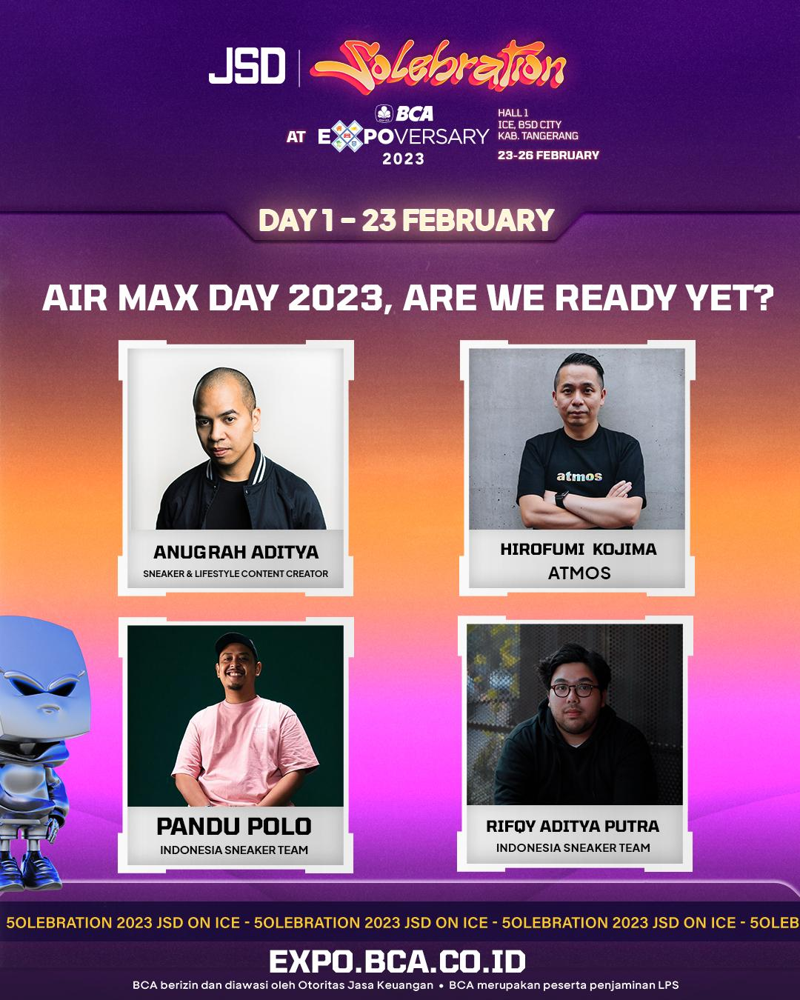 JSD
5olebration
BCA
HALL 1
ICE, BSD CITY
KAB. TANGERANG
AT EXPOVERSARY
23-26 FEBRUARY
2023
DAY 1 – 23 FEBRUARY
AIR MAX DAY 2023, ARE WE READY YET?
atmos
ANUGRAH ADITYA
SNEAKER & LIFESTYLE CONTENT CREATOR
HIROFUMI KOJIMA
ATMOS
PANDU POLO
INDONESIA SNEAKER TEAM
RIFQY ADITYA PUTRA
INDONESIA SNEAKER TEAM
5OLEBRATION 2023 JSD ON ICE - 5OLEBRATION 2023 JSD ON ICE - 5OLEBRATION 2023 JSD ON ICE - 5OLEB
EXPO.BCA.CO.ID
BCA berizin dan diawasi oleh Otoritas Jasa Keuangan • BCA merupakan peserta penjaminan LPS